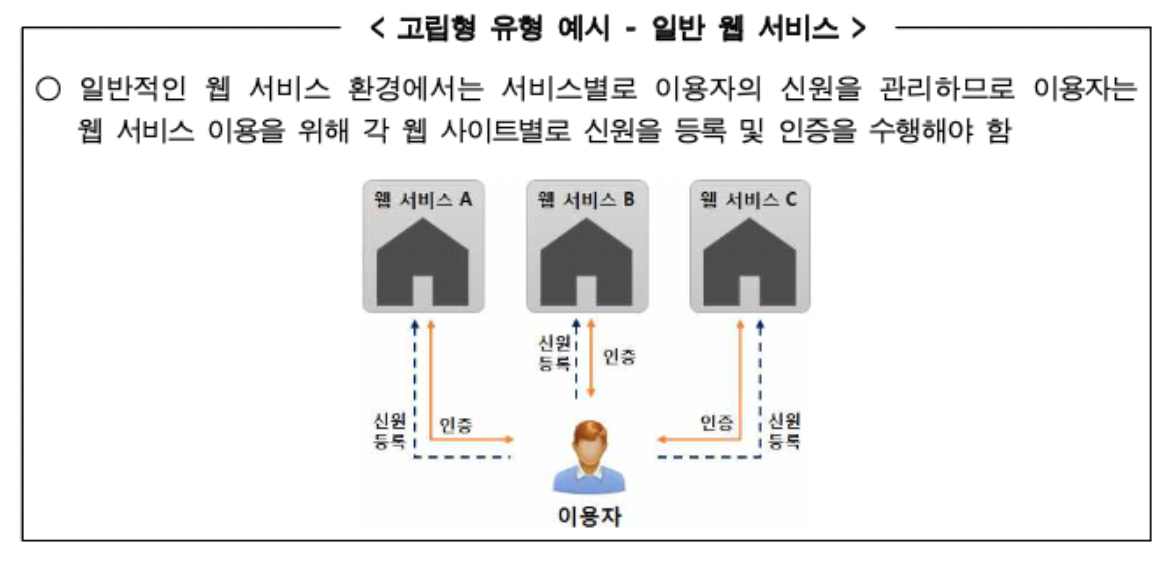 < 고립형 유형 예시 - 일반 웹 서비스 >
○ 일반적인 웹 서비스 환경에서는 서비스별로 이용자의 신원을 관리하므로 이용자는
웹 서비스 이용을 위해 각 웹 사이트별로 신원을 등록 및 인증을 수행해야 함
웹 서비스 A
웹 서비스 B
웹 서비스 C
신원
등록
인증
신원
등록
인증
인증
신원
등록
이용자